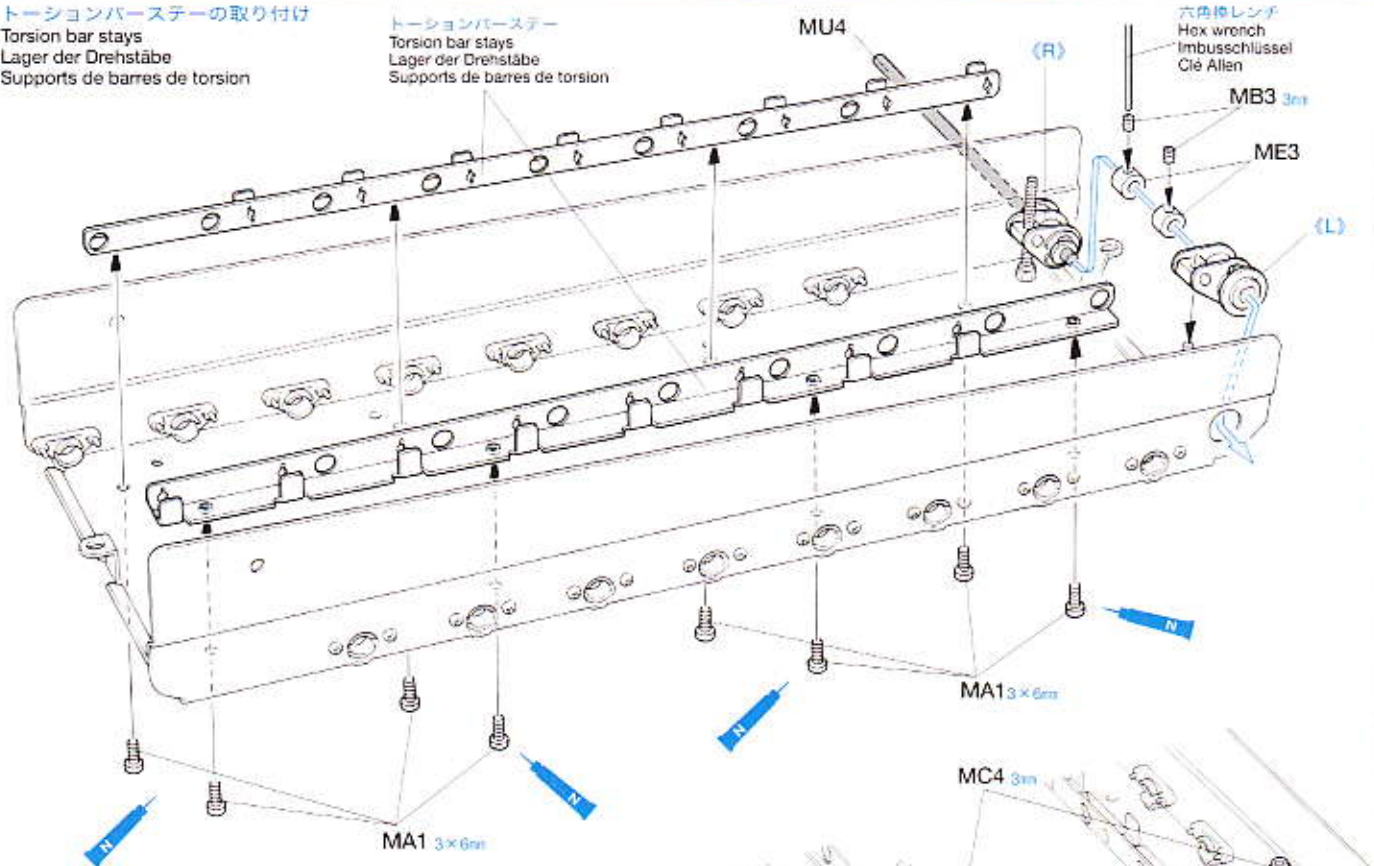 トーションバーステーの取り付け
Torsion bar stays
Lager der Drehstäbe
Supports de barres de torsion
トーションバーステー
Torsion bar stays
Lager der Drehstäbe
Supports de barres de torsion
MU4
《R》
六角棒レンチ
Hex wrench
Imbusschlüssel
Clé Allen
MB3 3mm
ME3
《L》
N
N
N
N
MA1 3×6mm
MA1 3×6mm
MC4 3mm